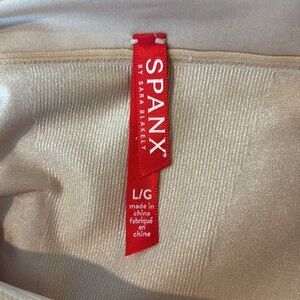 SPANX®
BY SARA BLAKELY
L/G
made in
china
fabriqué
en
chine